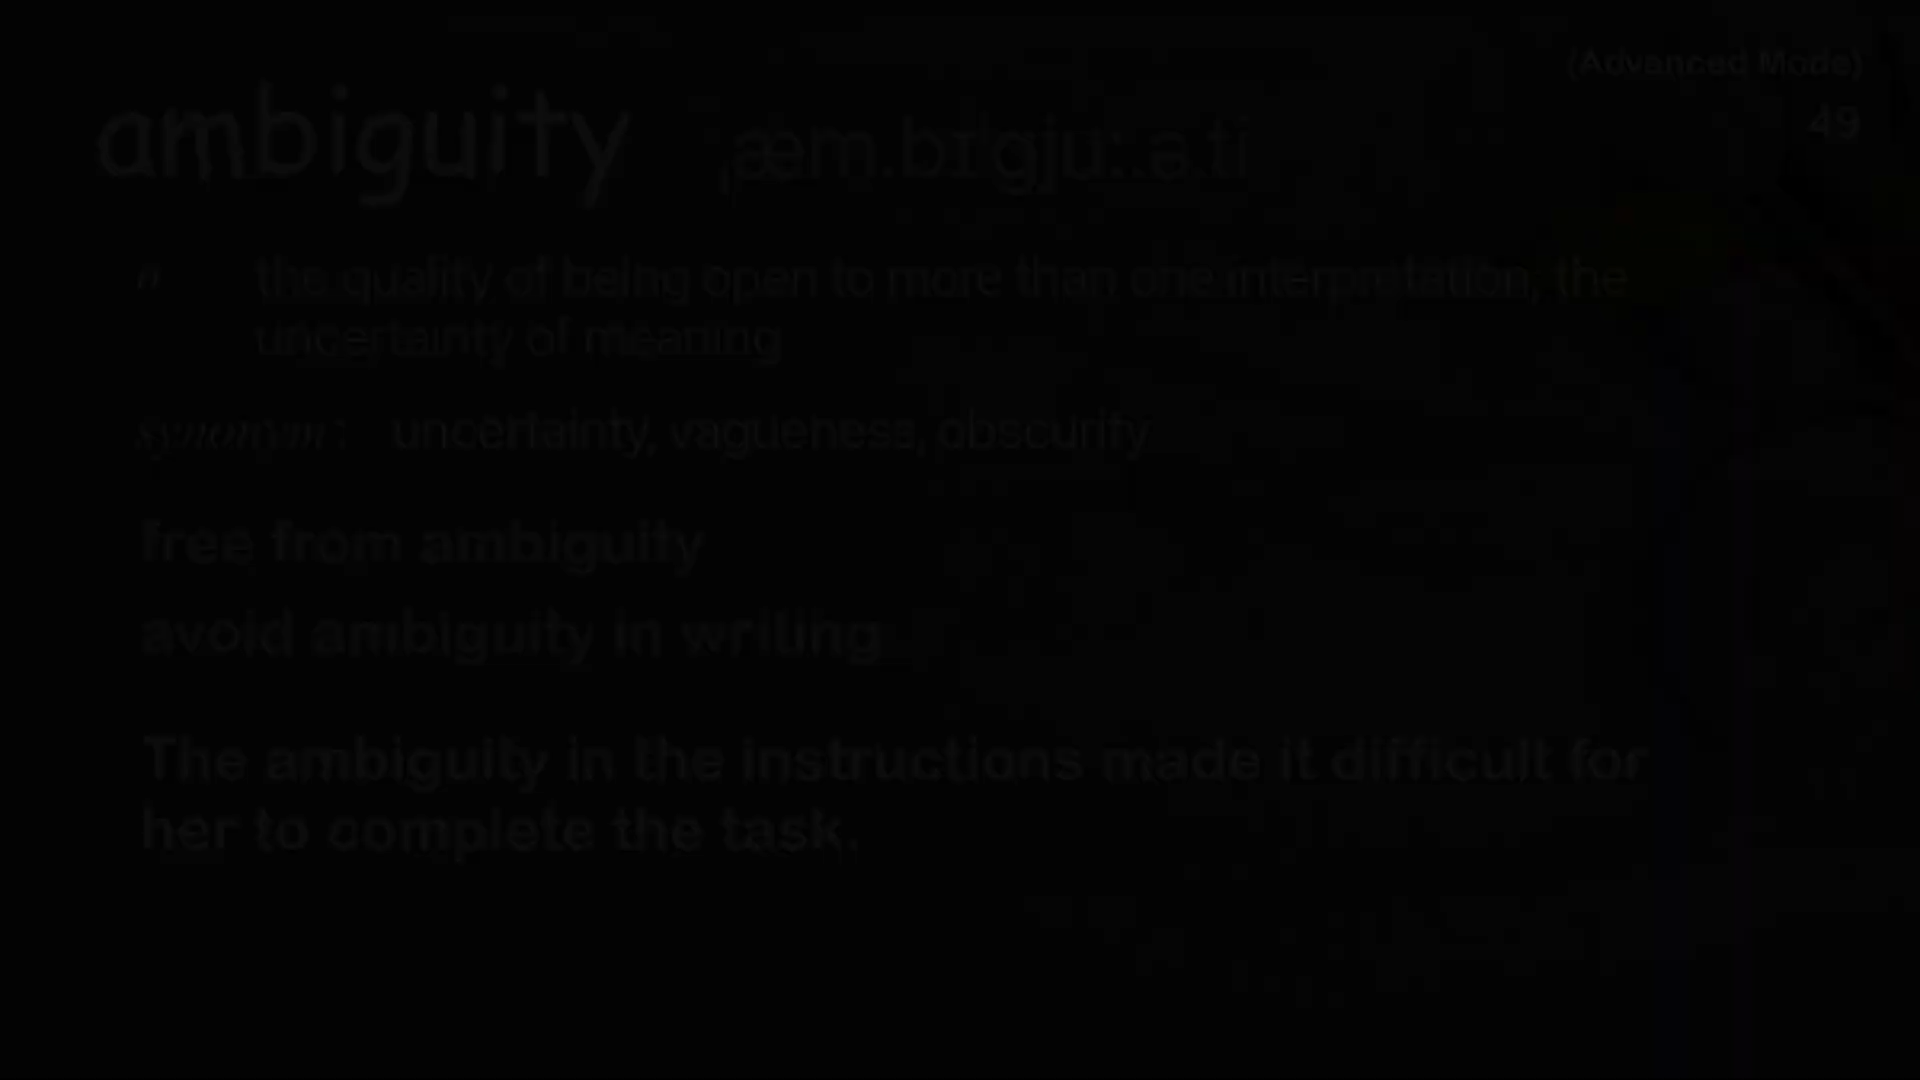 (Advanced Mode)
ambiguity ˌæm.bɪˈɡjuː.ə.ti
49
n the quality of being open to more than one interpretation; the
uncertainty of meaning
synonym : uncertainty, vagueness, obscurity
free from ambiguity
avoid ambiguity in writing
The ambiguity in the instructions made it difficult for
her to complete the task.